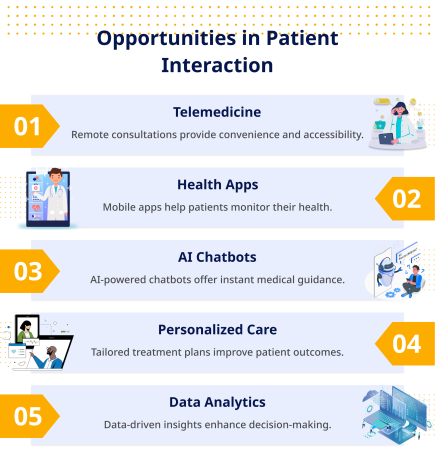 Opportunities in Patient
Interaction
01
Telemedicine
Remote consultations provide convenience and accessibility.
Health Apps
Mobile apps help patients monitor their health.
02
03
AI Chatbots
AI-powered chatbots offer instant medical guidance.
Personalized Care
Tailored treatment plans improve patient outcomes.
04
05
Data Analytics
Data-driven insights enhance decision-making.